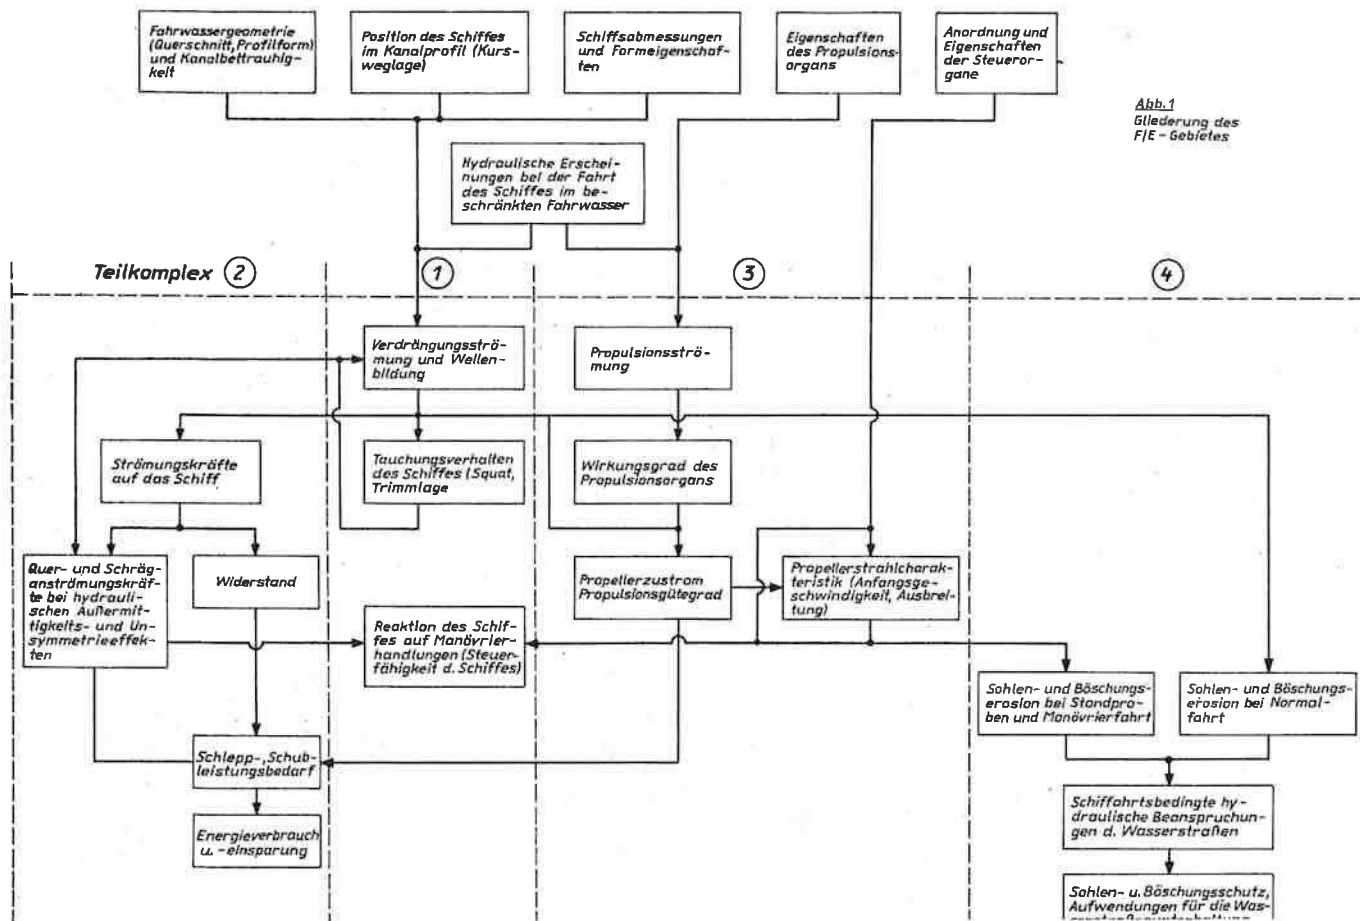 Fahrwassergeometrie
(Querschnitt, Profilform)
und Kanalbettrauhig-
keit
Position des Schiffes
im Kanalprofil (Kurs-
weglage)
Schiffsabmessungen
und Formeigenschaf-
ten
Eigenschaften
des Propulsions-
organs
Anordnung und
Eigenschaften
der Steueror-
gane
Abb.1
Gliederung des
F/E - Gebietes
Hydraulische Erschei-
nungen bei der Fahrt
des Schiffes im be-
schränkten Fahrwasser
Teilkomplex 2
1
3
4
Verdrängungsströ-
mung und Wellen-
bildung
Propulsionsströ-
mung
Strömungskräfte
auf das Schiff
Tauchungsverhalten
des Schiffes (Squat,
Trimmlage
Wirkungsgrad des
Propulsionsorgans
Quer- und Schräg-
anströmungskräf-
te bei hydrauli-
schen Außermit-
tigkeits- und Un-
symmetrieeffek-
ten
Widerstand
Propellerzustrom
Propulsionsgütegrad
Propellerstrahlcharak-
teristik (Anfangsge-
schwindigkeit, Ausbrei-
tung)
Reaktion des Schif-
fes auf Manövrier-
handlungen (Steuer-
fähigkeit d. Schiffes)
Sohlen- und Böschungs-
erosion bei Standpro-
ben und Manövrierfahrt
Sohlen- und Böschungs-
erosion bei Normal-
fahrt
Schlepp-, Schub-
leistungsbedarf
Schiffahrtsbedingte hy-
draulische Beanspruchun-
gen d. Wasserstraßen
Energieverbrauch
u. -einsparung
Sohlen- u. Böschungsschutz,
Aufwendungen für die Was-